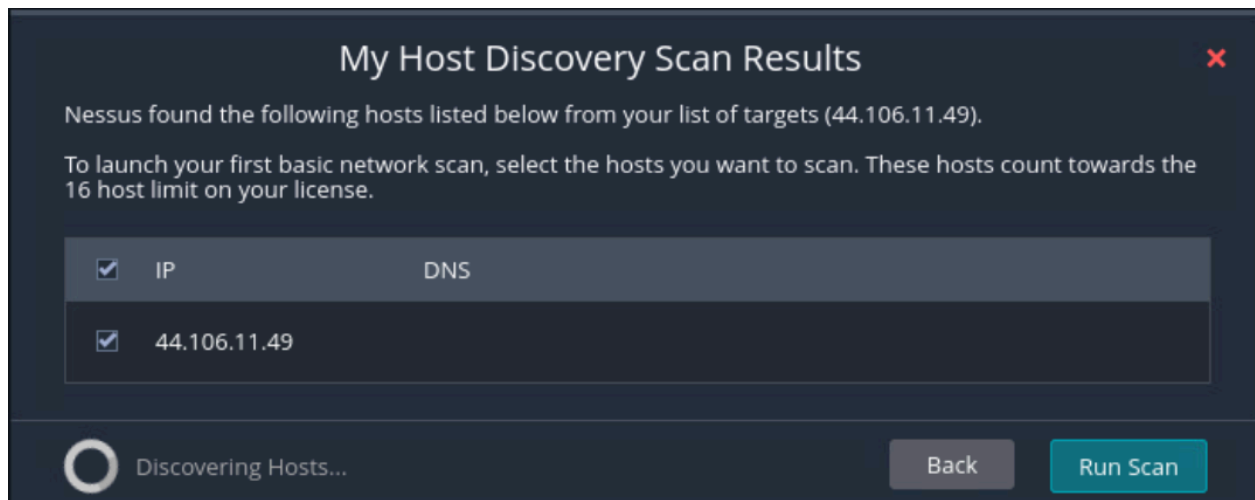 My Host Discovery Scan Results
Nessus found the following hosts listed below from your list of targets (44.106.11.49).
To launch your first basic network scan, select the hosts you want to scan. These hosts count towards the
16 host limit on your license.
IP DNS
44.106.11.49
Discovering Hosts... Back Run Scan